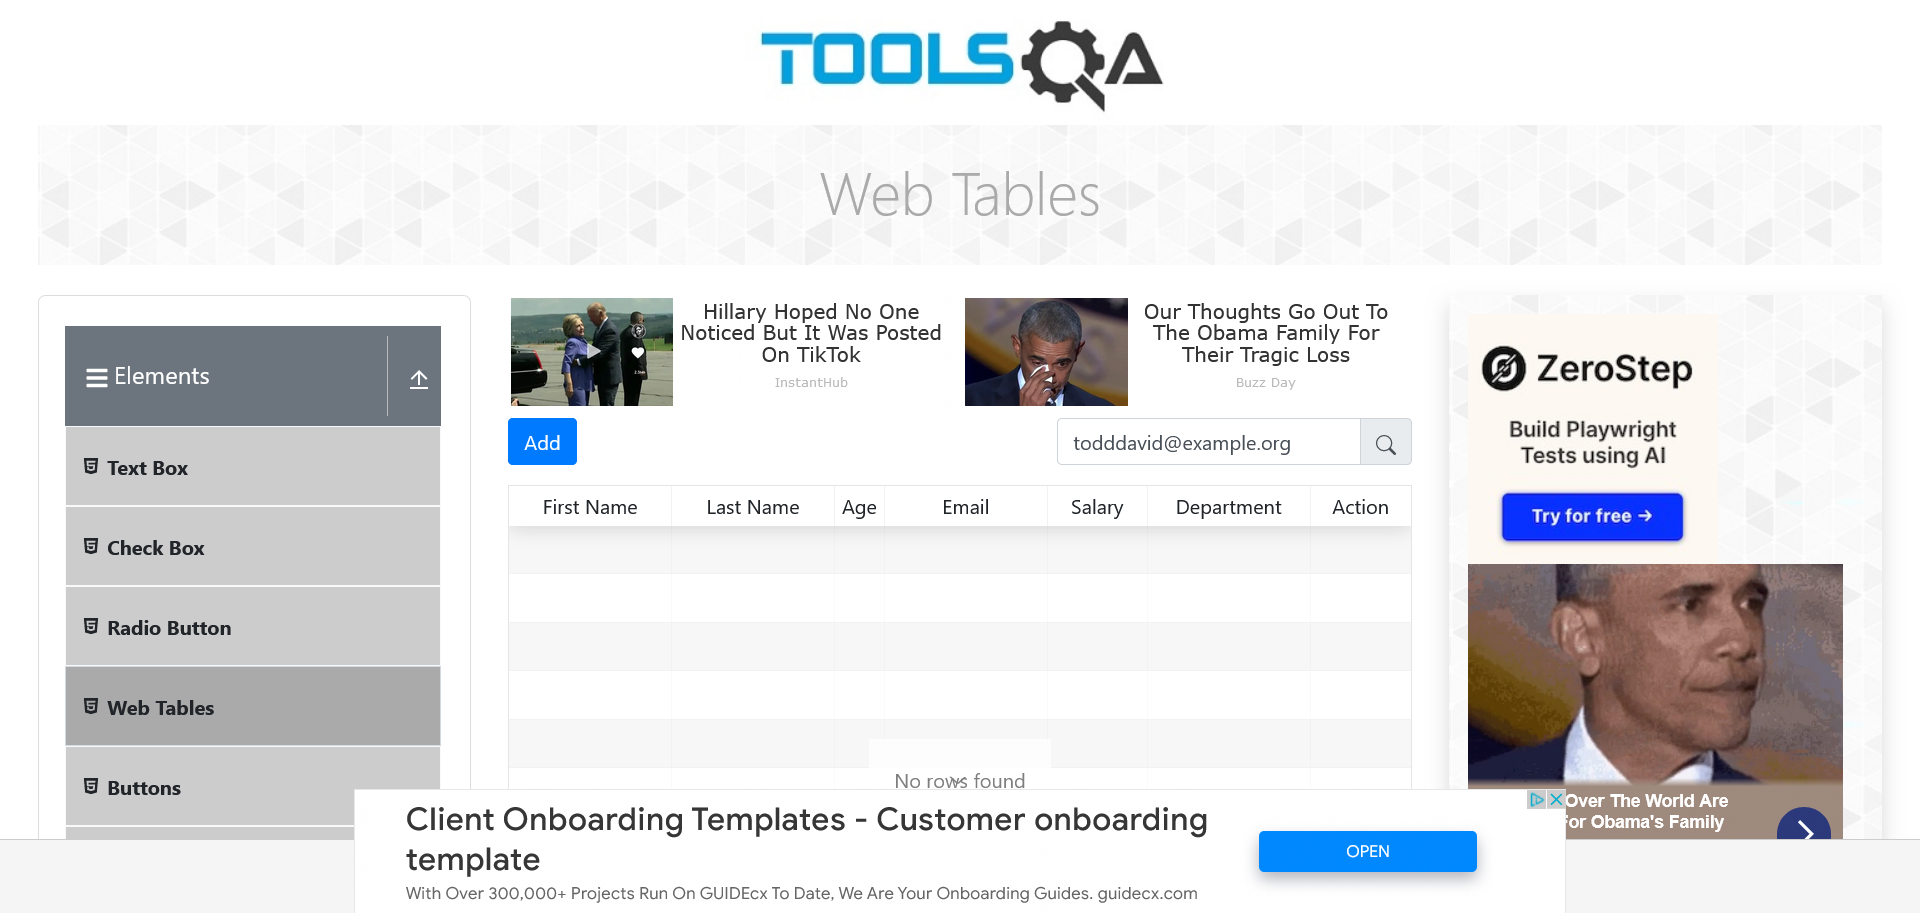 TOOLSQA
Web Tables
Elements
Text Box
Check Box
Radio Button
Web Tables
Buttons
Hillary Hoped No One
Noticed But It Was Posted
On TikTok
InstantHub
Our Thoughts Go Out To
The Obama Family For
Their Tragic Loss
Buzz Day
Add
todddavid@example.org
First Name
Last Name
Age
Email
Salary
Department
Action
No rows found
ZeroStep
Build Playwright
Tests using AI
Try for free →
Over The World Are
For Obama's Family
Client Onboarding Templates - Customer onboarding
template
With Over 300,000+ Projects Run On GUIDEcx To Date, We Are Your Onboarding Guides. guidecx.com
OPEN